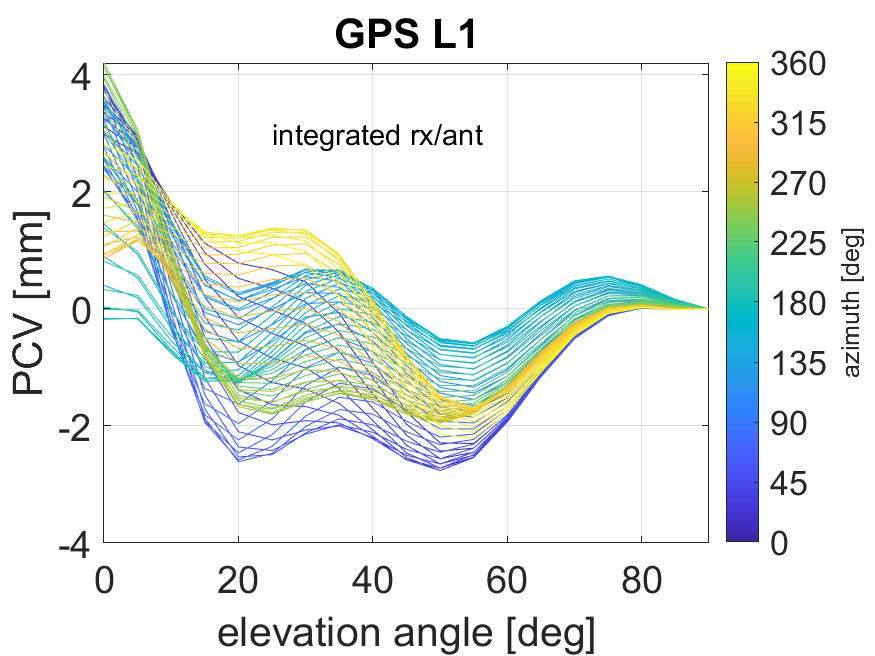 GPS L1
integrated rx/ant
4
2
0
-2
-4
PCV [mm]
0 20 40 60 80
elevation angle [deg]
360
315
270
225
180
135
90
45
0
azimuth [deg]